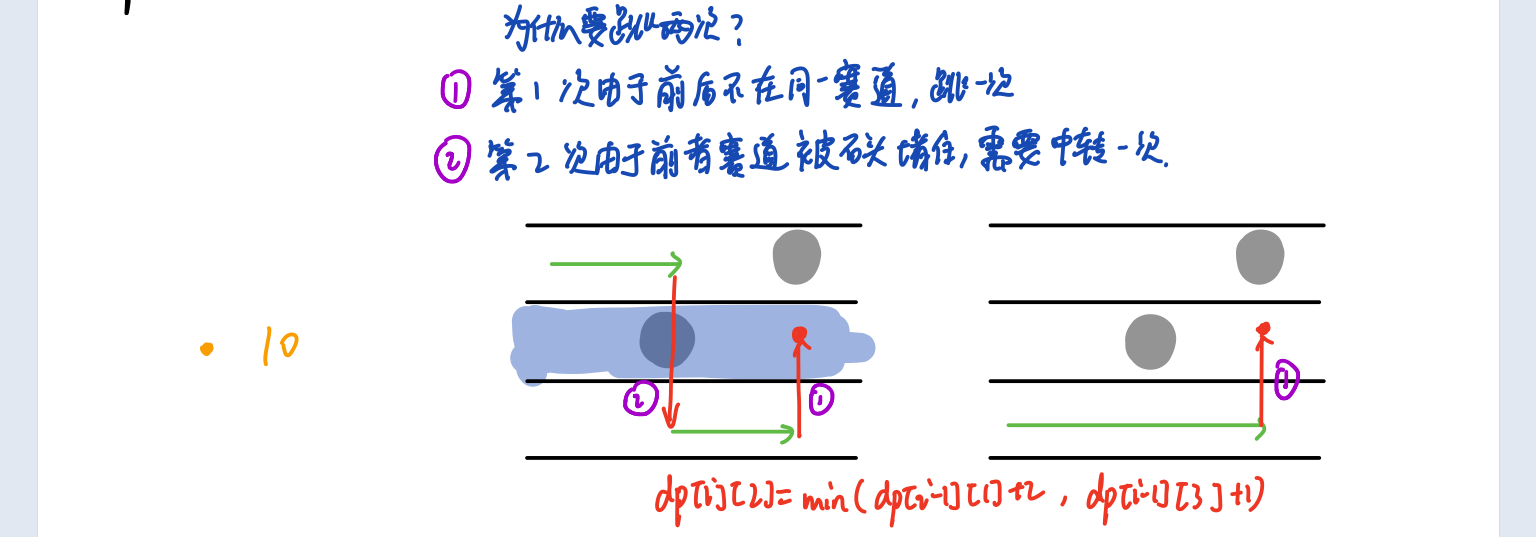 为什么要跳两次?
① 第1次由于前后不在同一赛道,跳一次
② 第2次由于前者赛道被石头堵住,需要中转一次.
• 10
②
①
①
dp[i][2]=min(dp[i-1][1]+2, dp[i-1][3]+1)